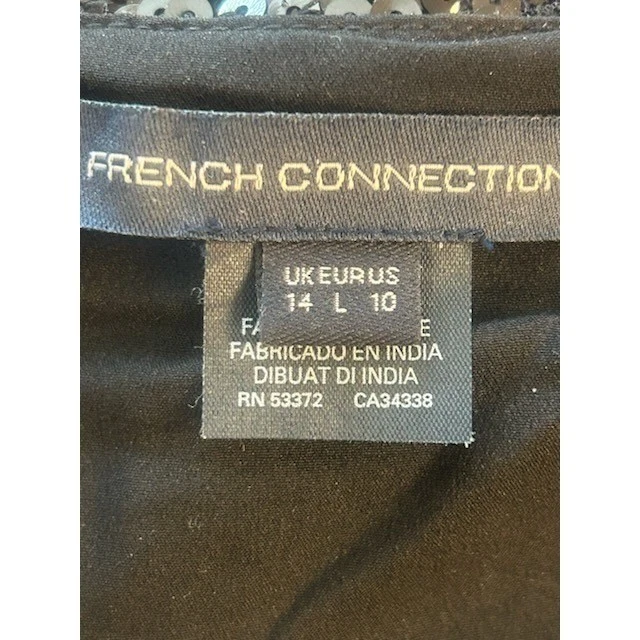 FRENCH CONNECTION
UK EUR US
14 L 10
FABRICADO EN INDIA
DIBUAT DI INDIA
RN 53372 CA34338